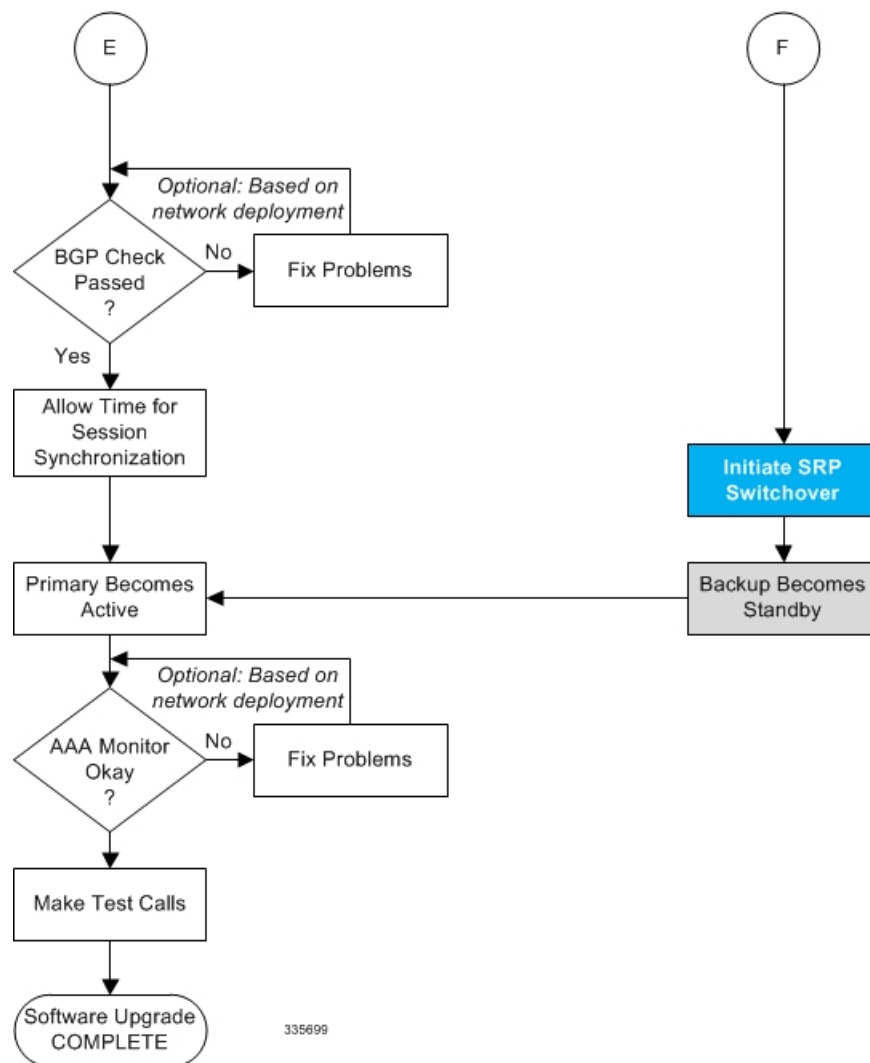 E
F
Optional: Based on
network deployment
BGP Check
Passed
?
No
Fix Problems
Yes
Allow Time for
Session
Synchronization
Initiate SRP
Switchover
Primary Becomes
Active
Backup Becomes
Standby
Optional: Based on
network deployment
AAA Monitor
Okay
?
No
Fix Problems
Make Test Calls
Software Upgrade
COMPLETE
335699